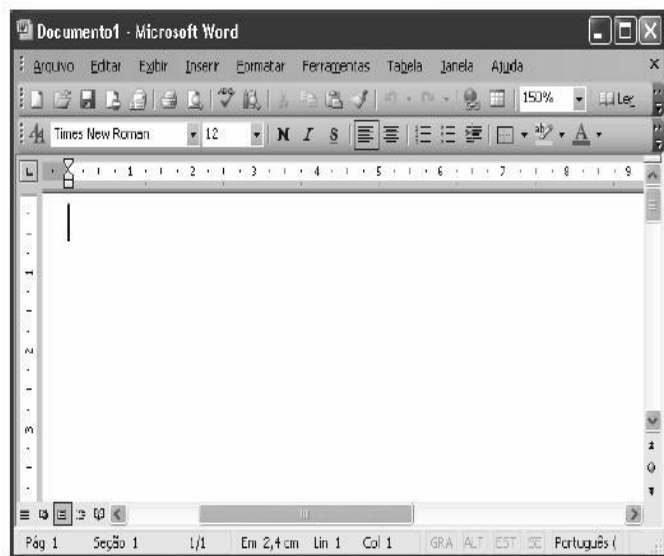 Documento1 - Microsoft Word
Arquivo Editar Exibir Inserir Formatar Ferramentas Tabela Janela Ajuda
150% Ler
Times New Roman 12 N I S
1 2 3 4 5 6 7 8 9
1
2
3
Pág 1 Seção 1 1/1 Em 2,4 cm Lin 1 Col 1 GRA ALT EST SE Português (